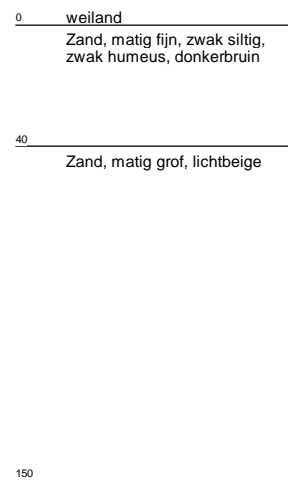 0 weiland
Zand, matig fijn, zwak siltig,
zwak humeus, donkerbruin
40
Zand, matig grof, lichtbeige
150